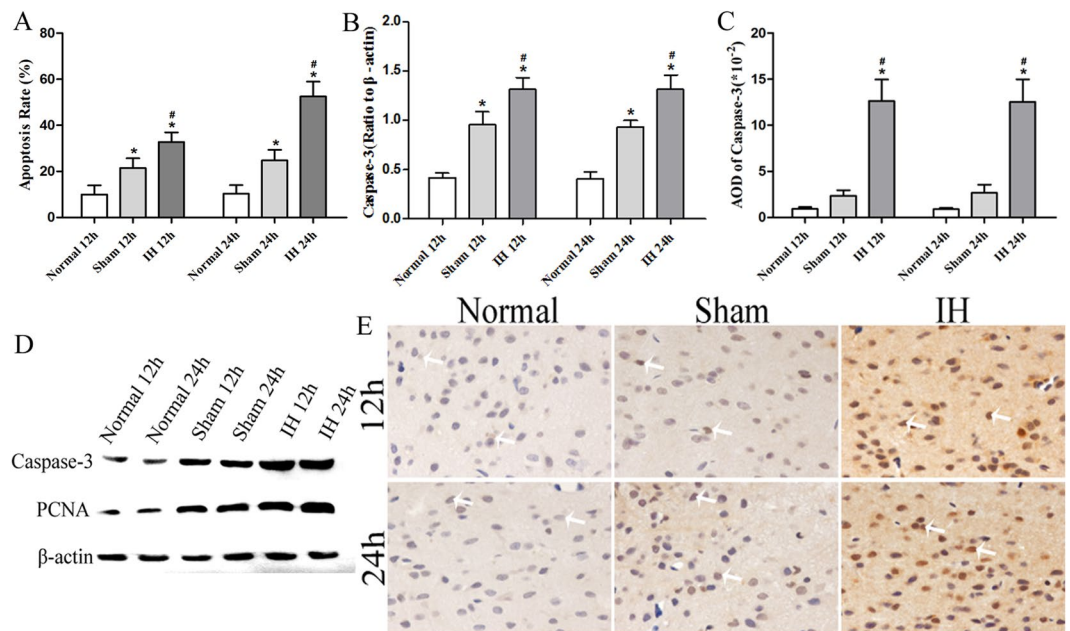 A
Apoptosis Rate (%)
80
60
40
20
0
*
#
*
*
#
*
Normal 12h
Sham 12h
IH 12h
Normal 24h
Sham 24h
IH 24h
B
Caspase-3(Ratio to β -actin)
2.0
1.5
1.0
0.5
0.0
*
#
*
*
#
*
Normal 12h
Sham 12h
IH 12h
Normal 24h
Sham 24h
IH 24h
C
AOD of Caspase-3(*10-2)
20
15
10
5
0
#
*
#
*
Normal 12h
Sham 12h
IH 12h
Normal 24h
Sham 24h
IH 24h
D
Normal 12h
Normal 24h
Sham 12h
Sham 24h
IH 12h
IH 24h
Caspase-3
PCNA
β-actin
E
Normal
Sham
IH
12h
24h